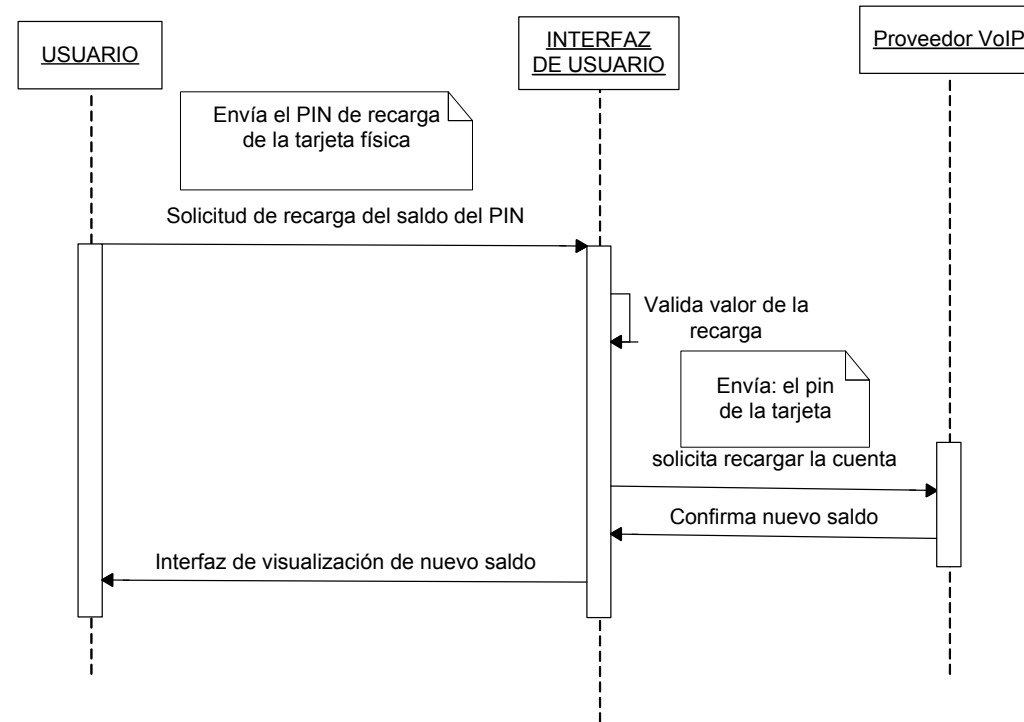 USUARIO
INTERFAZ
DE USUARIO
Proveedor VoIP
Envía el PIN de recarga
de la tarjeta física
Solicitud de recarga del saldo del PIN
Valida valor de la
recarga
Envía: el pin
de la tarjeta
solicita recargar la cuenta
Confirma nuevo saldo
Interfaz de visualización de nuevo saldo